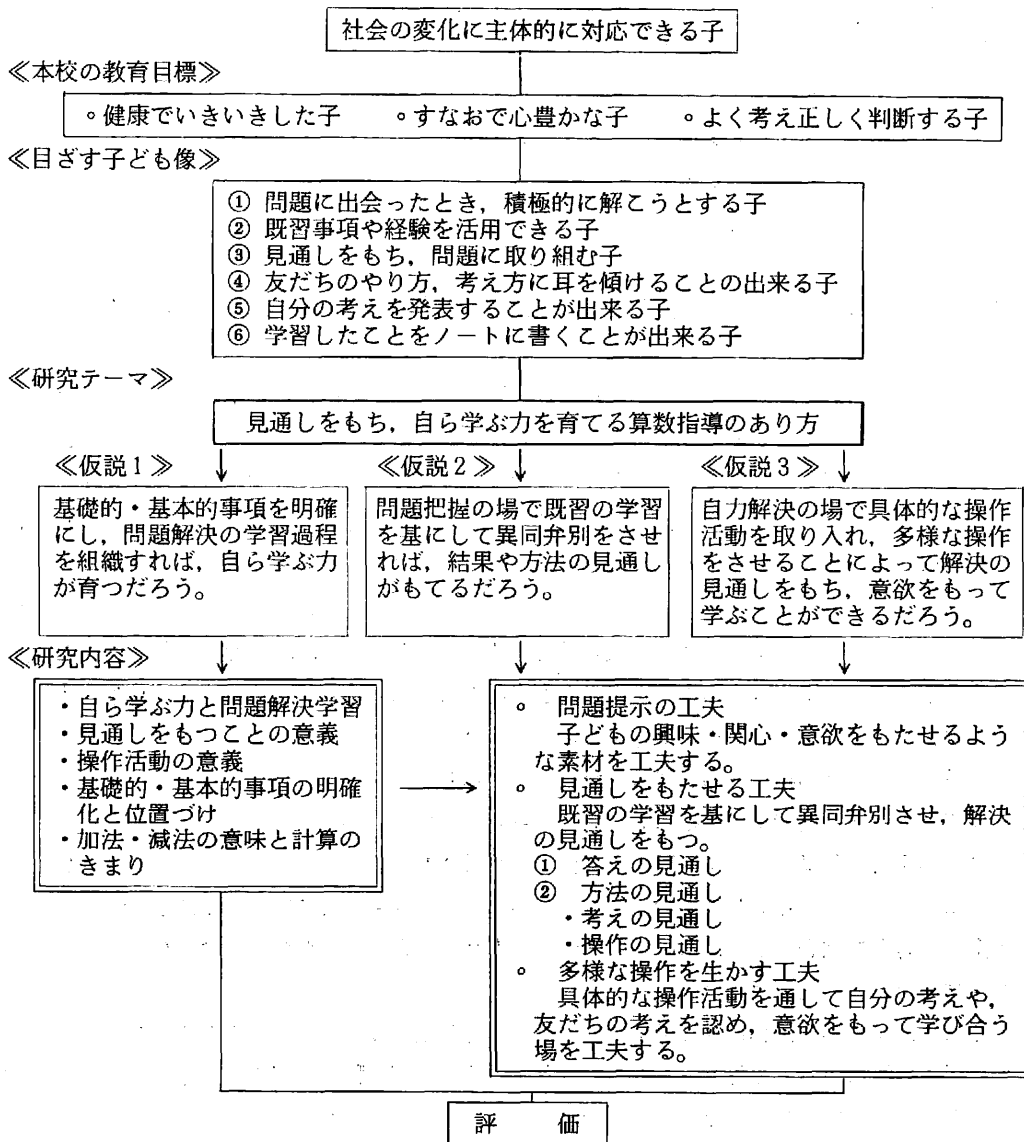 社会の変化に主体的に対応できる子
≪本校の教育目標≫
∘健康でいきいきした子　∘すなおで心豊かな子　∘よく考え正しく判断する子
≪目ざす子ども像≫
① 問題に出会ったとき，積極的に解こうとする子
② 既習事項や経験を活用できる子
③ 見通しをもち，問題に取り組む子
④ 友だちのやり方，考え方に耳を傾けることの出来る子
⑤ 自分の考えを発表することが出来る子
⑥ 学習したことをノートに書くことが出来る子
≪研究テーマ≫
見通しをもち，自ら学ぶ力を育てる算数指導のあり方
≪仮説1≫
基礎的・基本的事項を明確
にし，問題解決の学習過程
を組織すれば，自ら学ぶ力
が育つだろう。
≪仮説2≫
問題把握の場で既習の学習
を基にして異同弁別をさせ
れば，結果や方法の見通し
がもてるだろう。
≪仮説3≫
自力解決の場で具体的な操作
活動を取り入れ，多様な操作
をさせることによって解決の
見通しをもち，意欲をもって
学ぶことができるだろう。
≪研究内容≫
・自ら学ぶ力と問題解決学習
・見通しをもつことの意義
・操作活動の意義
・基礎的・基本的事項の明確
化と位置づけ
・加法・減法の意味と計算の
きまり
∘　問題提示の工夫
子どもの興味・関心・意欲をもたせるよう
な素材を工夫する。
∘　見通しをもたせる工夫
既習の学習を基にして異同弁別させ，解決
の見通しをもつ。
①　答えの見通し
②　方法の見通し
・考えの見通し
・操作の見通し
∘　多様な操作を生かす工夫
具体的な操作活動を通して自分の考えや，
友だちの考えを認め，意欲をもって学び合う
場を工夫する。
評　価